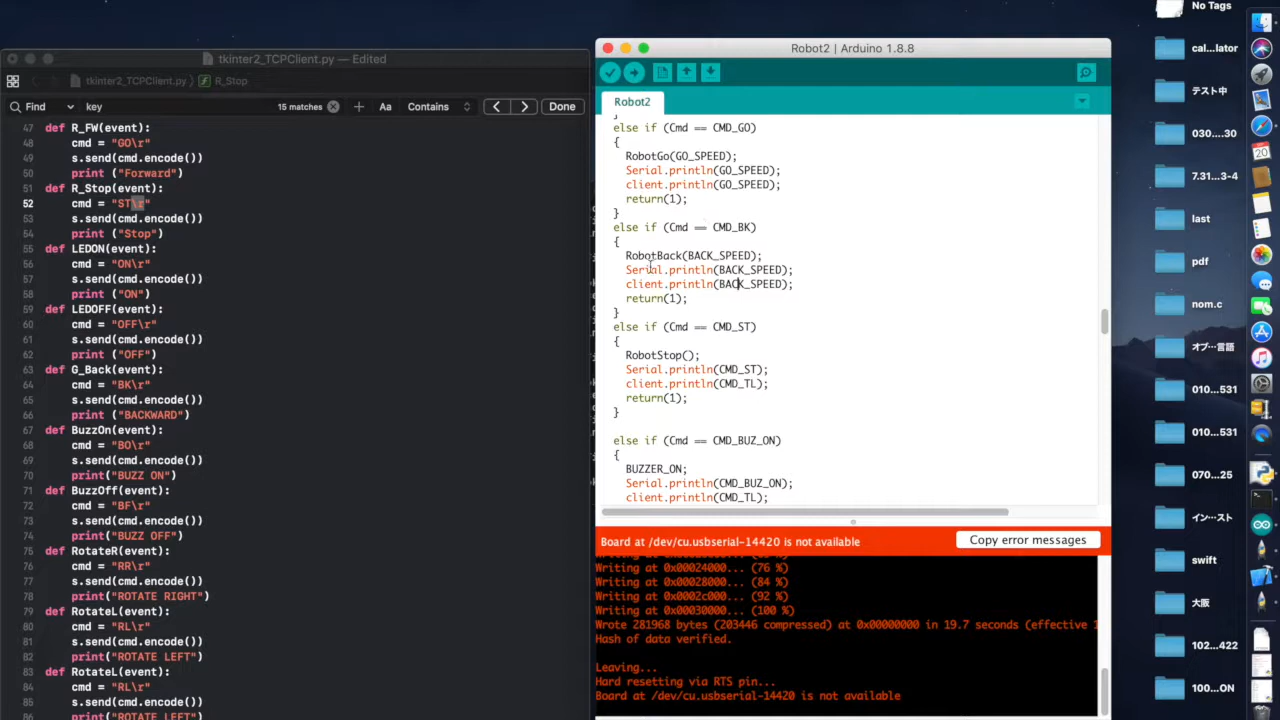 No Tags
tkinter2_TCPClient.py — Edited
tkinter2_TCPClient.py
R_Stop
Find
key
15 matches
Aa
Contains
Done
47 def R_FW(event):
48 cmd = "GO\r"
49 s.send(cmd.encode())
50 print ("Forward")
51 def R_Stop(event):
52 cmd = "ST\r"
53 s.send(cmd.encode())
54 print ("Stop")
55 def LEDON(event):
56 cmd = "ON\r"
57 s.send(cmd.encode())
58 print ("ON")
59 def LEDOFF(event):
60 cmd = "OFF\r"
61 s.send(cmd.encode())
62 print ("OFF")
63 def G_Back(event):
64 cmd = "BK\r"
65 s.send(cmd.encode())
66 print ("BACKWARD")
67 def BuzzOn(event):
68 cmd = "BO\r"
69 s.send(cmd.encode())
70 print("BUZZ ON")
71 def BuzzOff(event):
72 cmd = "BF\r"
73 s.send(cmd.encode())
74 print("BUZZ OFF")
75 def RotateR(event):
76 cmd = "RR\r"
77 s.send(cmd.encode())
78 print("ROTATE RIGHT")
79 def RotateL(event):
80 cmd = "RL\r"
81 s.send(cmd.encode())
82 print("ROTATE LEFT")
83 def RotateL(event):
84 cmd = "RL\r"
85 s.send(cmd.encode())
86 print("ROTATE LEFT")
Robot2 | Arduino 1.8.8
Robot2
}
else if (Cmd == CMD_GO)
{
RobotGo(GO_SPEED);
Serial.println(GO_SPEED);
client.println(GO_SPEED);
return(1);
}
else if (Cmd == CMD_BK)
{
RobotBack(BACK_SPEED);
Serial.println(BACK_SPEED);
client.println(BACK_SPEED);
return(1);
}
else if (Cmd == CMD_ST)
{
RobotStop();
Serial.println(CMD_ST);
client.println(CMD_TL);
return(1);
}
else if (Cmd == CMD_BUZ_ON)
{
BUZZER_ON;
Serial.println(CMD_BUZ_ON);
client.println(CMD_TL);
Board at /dev/cu.usbserial-14420 is not available
Copy error messages
Writing at 0x00024000... (76 %)
Writing at 0x00028000... (84 %)
Writing at 0x0002c000... (92 %)
Writing at 0x00030000... (100 %)
Wrote 281968 bytes (203446 compressed) at 0x00000000 in 19.7 seconds (effective 1
Hash of data verified.
Leaving...
Hard resetting via RTS pin...
Board at /dev/cu.usbserial-14420 is not available
cal...lator
テスト中
030....30
7.31...3-4
last
pdf
nom.c
オブ…言語
010...531
010...531
070...25
イン…スト
swift
大阪
102...422
100...ON
20